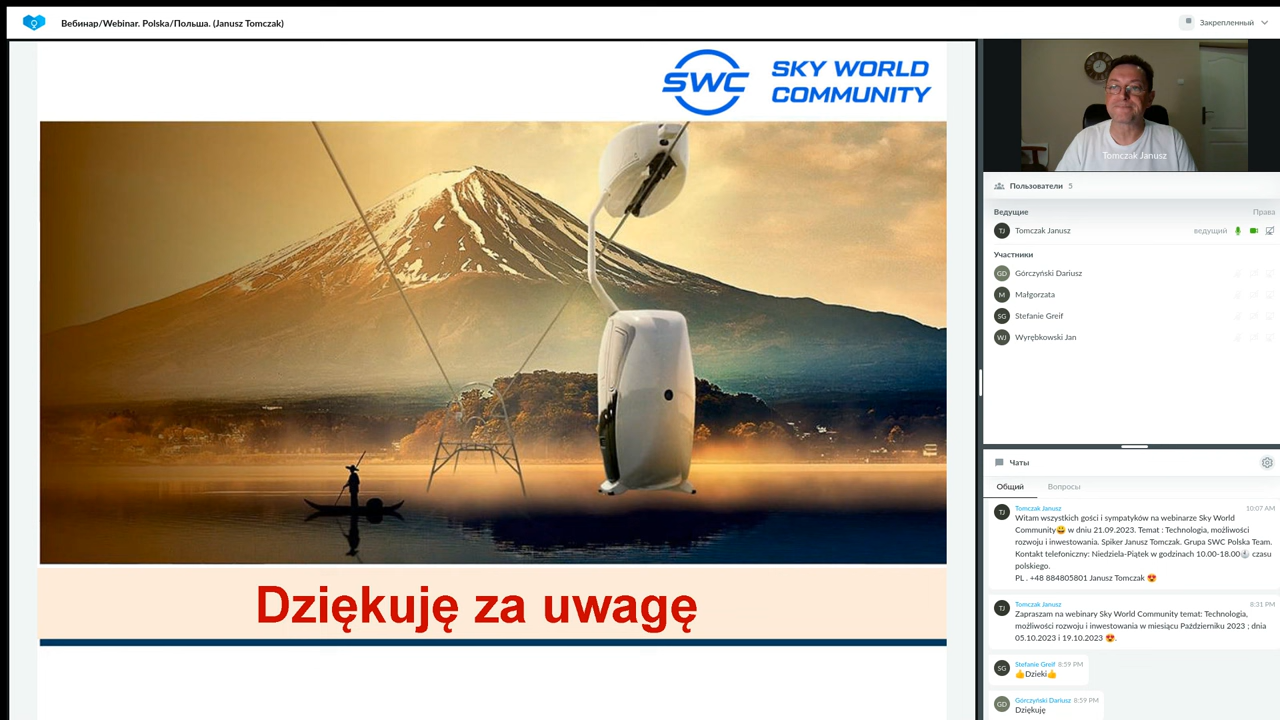 Вебинар/Webinar. Polska/Польша. (Janusz Tomczak)
Закрепленный
SWC
SKY WORLD
COMMUNITY
Dziękuję za uwagę
Tomczak Janusz
Пользователи 5
Ведущие Права
TJ Tomczak Janusz ведущий
Участники
GD Górczyński Dariusz
M Małgorzata
SG Stefanie Greif
WJ Wyrębkowski Jan
Чаты
Общий Вопросы
TJ Tomczak Janusz 10:07 AM
Witam wszystkich gości i sympatyków na webinarze Sky World
Community😀 w dniu 21.09.2023. Temat : Technologia, możliwości
rozwoju i inwestowania. Spiker Janusz Tomczak. Grupa SWC Polska Team.
Kontakt telefoniczny: Niedziela-Piątek w godzinach 10.00-18.00 czasu
polskiego.
PL . +48 884805801 Janusz Tomczak 😍
TJ Tomczak Janusz 8:31 PM
Zapraszam na webinary Sky World Community temat: Technologia,
możliwości rozwoju i inwestowania w miesiącu Październiku 2023 ; dnia
05.10.2023 i 19.10.2023 😍.
SG Stefanie Greif 8:59 PM
👍Dzieki👍
GD Górczyński Dariusz 8:59 PM
Dziękuję